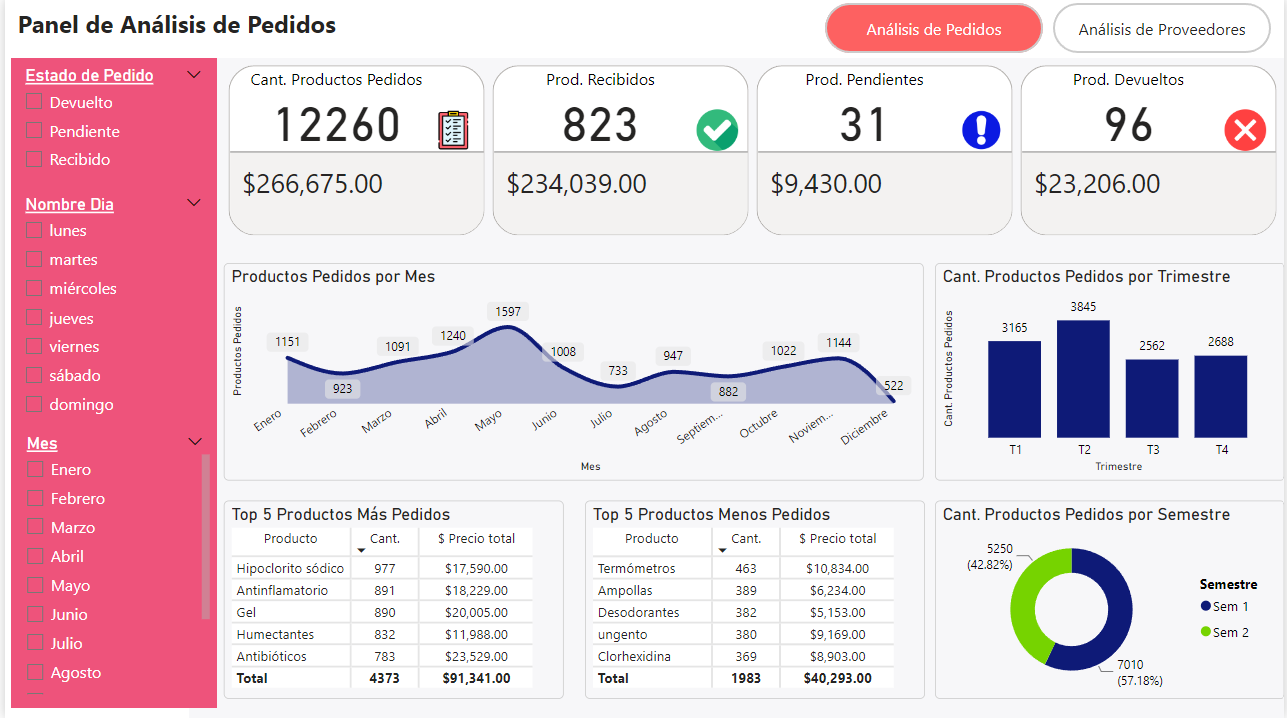 Panel de Análisis de Pedidos
Análisis de Pedidos
Análisis de Proveedores
Estado de Pedido
Devuelto
Pendiente
Recibido
Nombre Dia
lunes
martes
miércoles
jueves
viernes
sábado
domingo
Mes
Enero
Febrero
Marzo
Abril
Mayo
Junio
Julio
Agosto
Cant. Productos Pedidos
12260
$266,675.00
Prod. Recibidos
823
$234,039.00
Prod. Pendientes
31
$9,430.00
Prod. Devueltos
96
$23,206.00
Productos Pedidos por Mes
Productos Pedidos
1151
923
1091
1240
1597
1008
733
947
882
1022
1144
522
Enero
Febrero
Marzo
Abril
Mayo
Junio
Julio
Agosto
Septiem...
Octubre
Noviem...
Diciembre
Mes
Cant. Productos Pedidos por Trimestre
Cant. Productos Pedidos
3165
3845
2562
2688
T1
T2
T3
T4
Trimestre
Top 5 Productos Más Pedidos
Producto Cant. $ Precio total
Hipoclorito sódico 977 $17,590.00
Antinflamatorio 891 $18,229.00
Gel 890 $20,005.00
Humectantes 832 $11,988.00
Antibióticos 783 $23,529.00
Total 4373 $91,341.00
Top 5 Productos Menos Pedidos
Producto Cant. $ Precio total
Termómetros 463 $10,834.00
Ampollas 389 $6,234.00
Desodorantes 382 $5,153.00
ungento 380 $9,169.00
Clorhexidina 369 $8,903.00
Total 1983 $40,293.00
Cant. Productos Pedidos por Semestre
5250
(42.82%)
7010
(57.18%)
Semestre
Sem 1
Sem 2